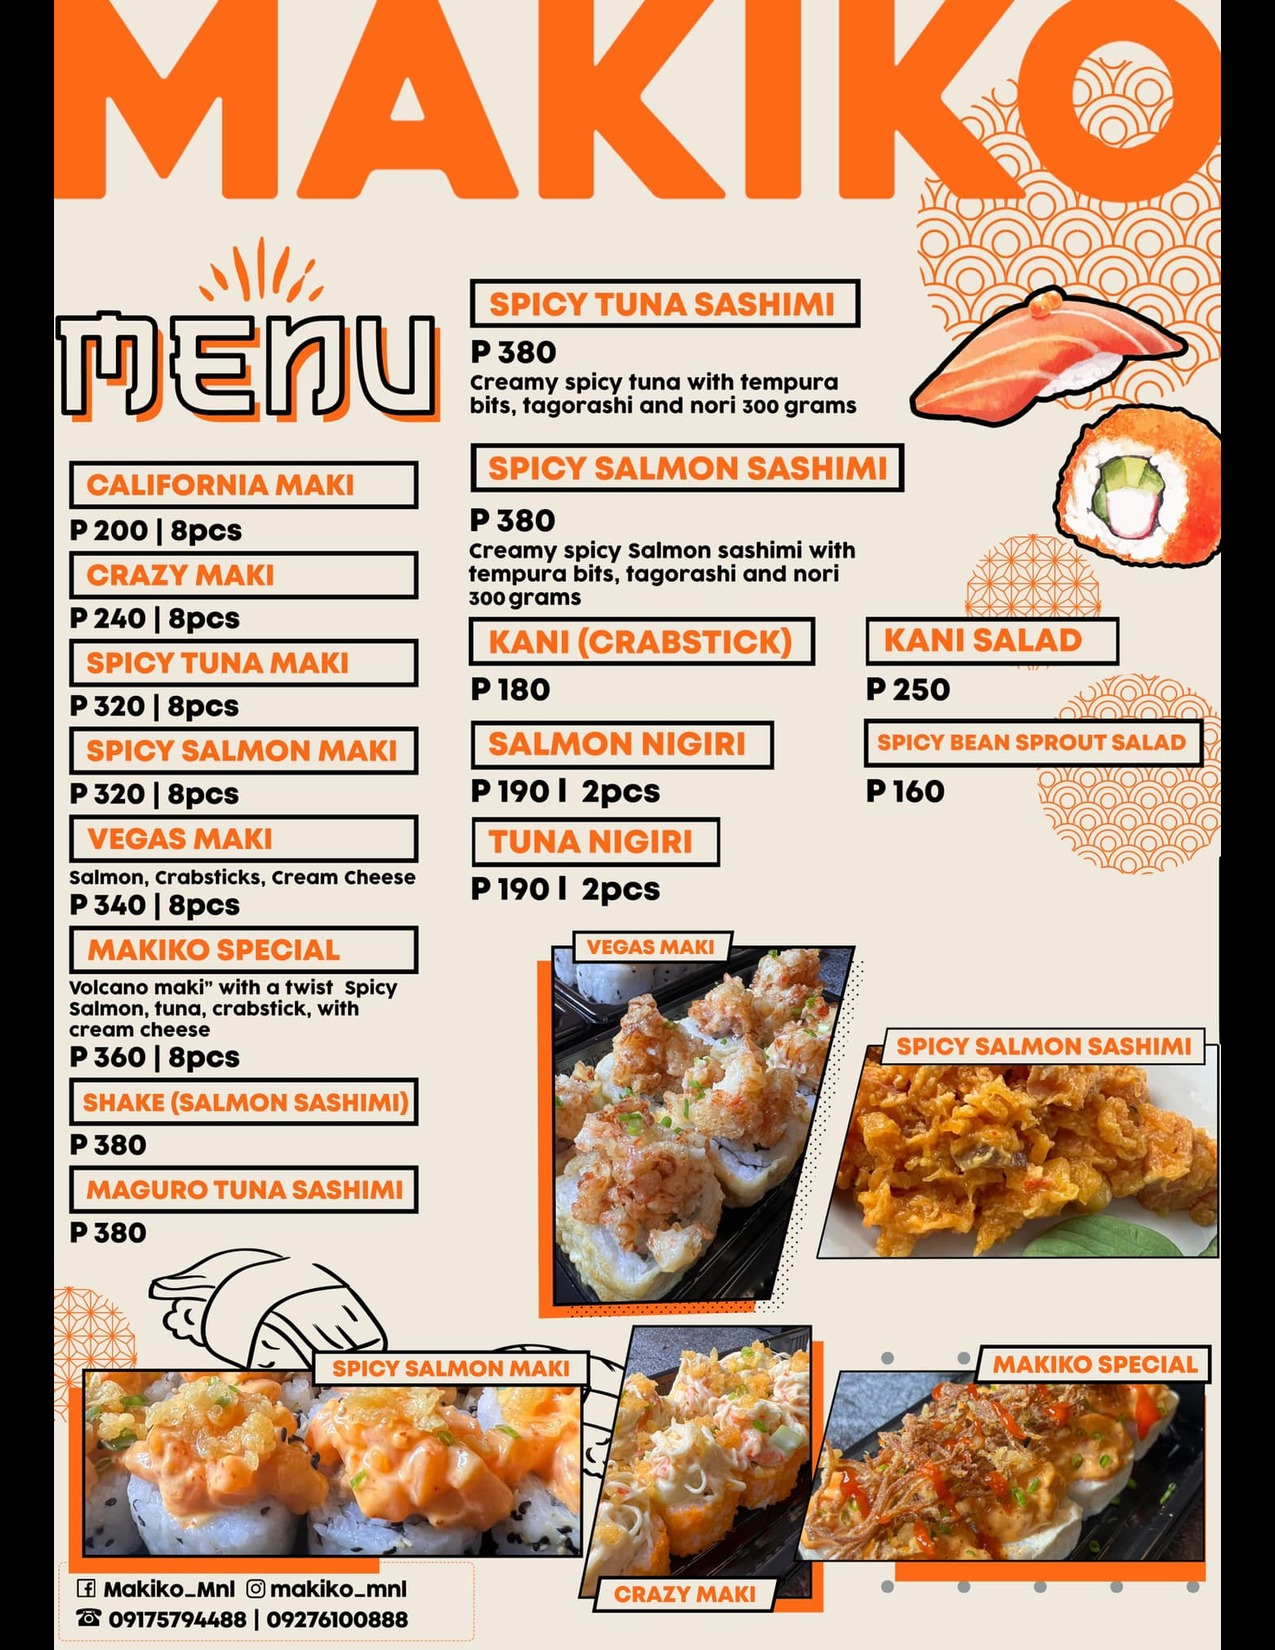 MAKIKO
MENU
CALIFORNIA MAKI
P 200 | 8pcs
CRAZY MAKI
P 240 | 8pcs
SPICY TUNA MAKI
P 320 | 8pcs
SPICY SALMON MAKI
P 320 | 8pcs
VEGAS MAKI
Salmon, Crabsticks, Cream Cheese
P 340 | 8pcs
MAKIKO SPECIAL
Volcano maki” with a twist Spicy
Salmon, tuna, crabstick, with
cream cheese
P 360 | 8pcs
SHAKE (SALMON SASHIMI)
P 380
MAGURO TUNA SASHIMI
P 380
SPICY TUNA SASHIMI
P 380
Creamy spicy tuna with tempura
bits, tagorashi and nori 300 grams
SPICY SALMON SASHIMI
P 380
Creamy spicy Salmon sashimi with
tempura bits, tagorashi and nori
300 grams
KANI (CRABSTICK)
P 180
SALMON NIGIRI
P 190 l 2pcs
TUNA NIGIRI
P 190 l 2pcs
KANI SALAD
P 250
SPICY BEAN SPROUT SALAD
P 160
VEGAS MAKI
SPICY SALMON SASHIMI
SPICY SALMON MAKI
MAKIKO SPECIAL
CRAZY MAKI
Makiko_Mnl makiko_mnl
09175794488 | 09276100888